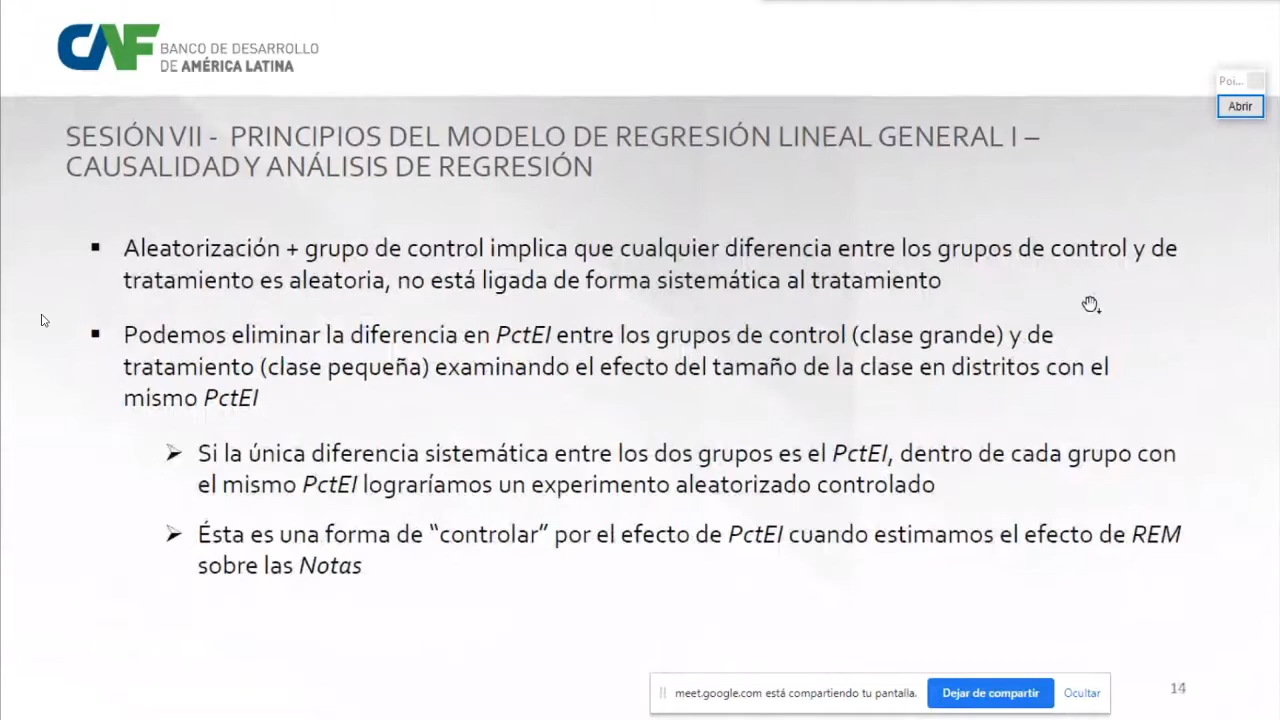 CAF BANCO DE DESARROLLO
DE AMÉRICA LATINA
Poi...
Abrir
SESIÓN VII - PRINCIPIOS DEL MODELO DE REGRESIÓN LINEAL GENERAL I –
CAUSALIDAD Y ANÁLISIS DE REGRESIÓN
▪ Aleatorización + grupo de control implica que cualquier diferencia entre los grupos de control y de
tratamiento es aleatoria, no está ligada de forma sistemática al tratamiento
▪ Podemos eliminar la diferencia en PctEI entre los grupos de control (clase grande) y de
tratamiento (clase pequeña) examinando el efecto del tamaño de la clase en distritos con el
mismo PctEI
➢ Si la única diferencia sistemática entre los dos grupos es el PctEI, dentro de cada grupo con
el mismo PctEI lograríamos un experimento aleatorizado controlado
➢ Ésta es una forma de “controlar” por el efecto de PctEI cuando estimamos el efecto de REM
sobre las Notas
meet.google.com está compartiendo tu pantalla. Dejar de compartir Ocultar
14